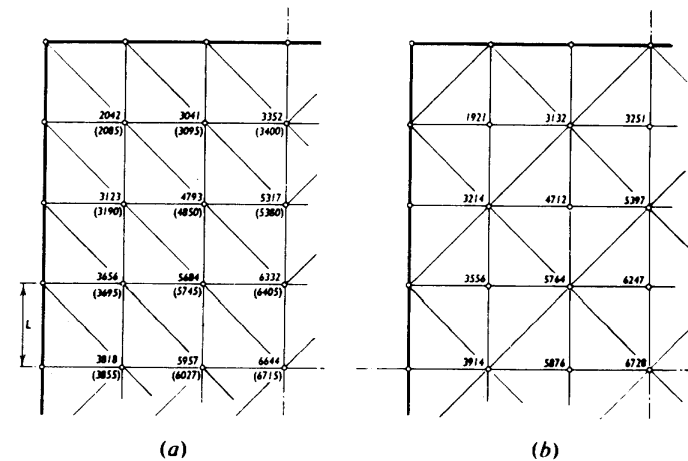 2042 3041 3352 1921 3132 3251
(2085) (3095) (3400)
3123 4793 5317 3214 4712 5397
(3190) (4850) (5380)
3656 5684 6332 3556 5764 6247
(3695) (5745) (6405)
L
3818 5957 6644 3914 5876 6728
(3855) (6027) (6715)
(a) (b)